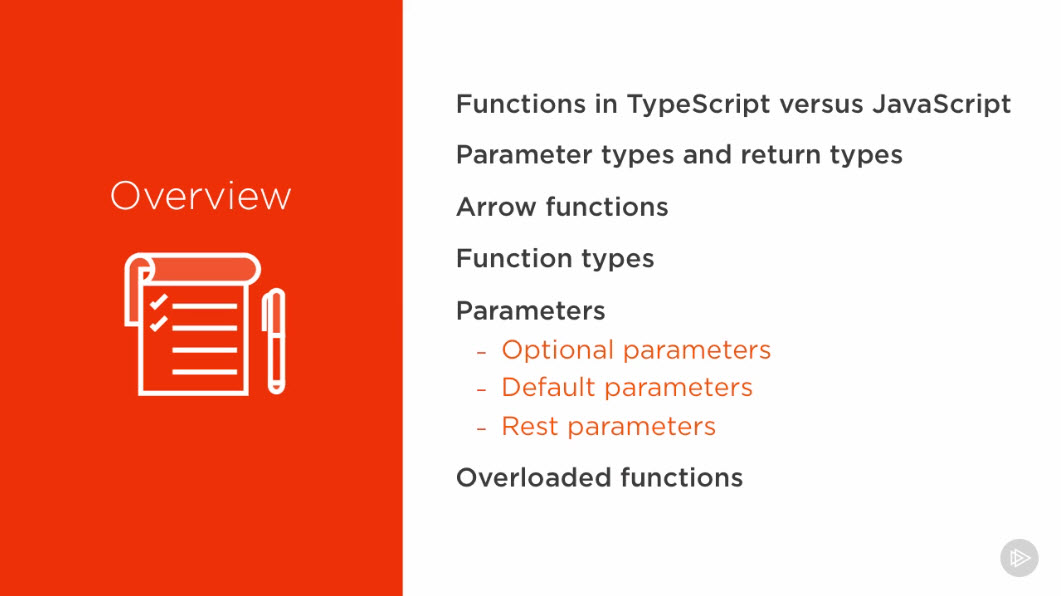 Overview
Functions in TypeScript versus JavaScript
Parameter types and return types
Arrow functions
Function types
Parameters
- Optional parameters
- Default parameters
- Rest parameters
Overloaded functions